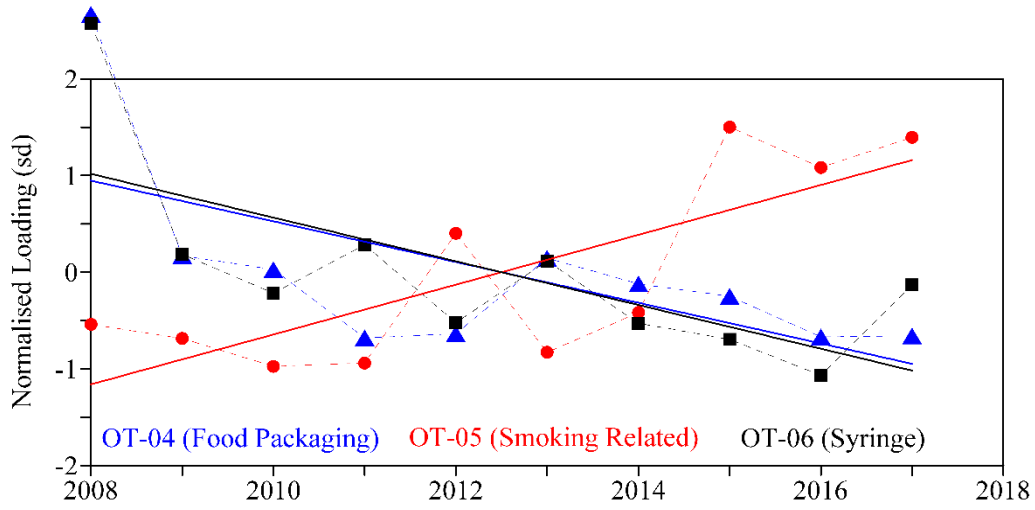 Normalised Loading (sd)
2
1
0
-1
-2
OT-04 (Food Packaging) OT-05 (Smoking Related) OT-06 (Syringe)
2008 2010 2012 2014 2016 2018